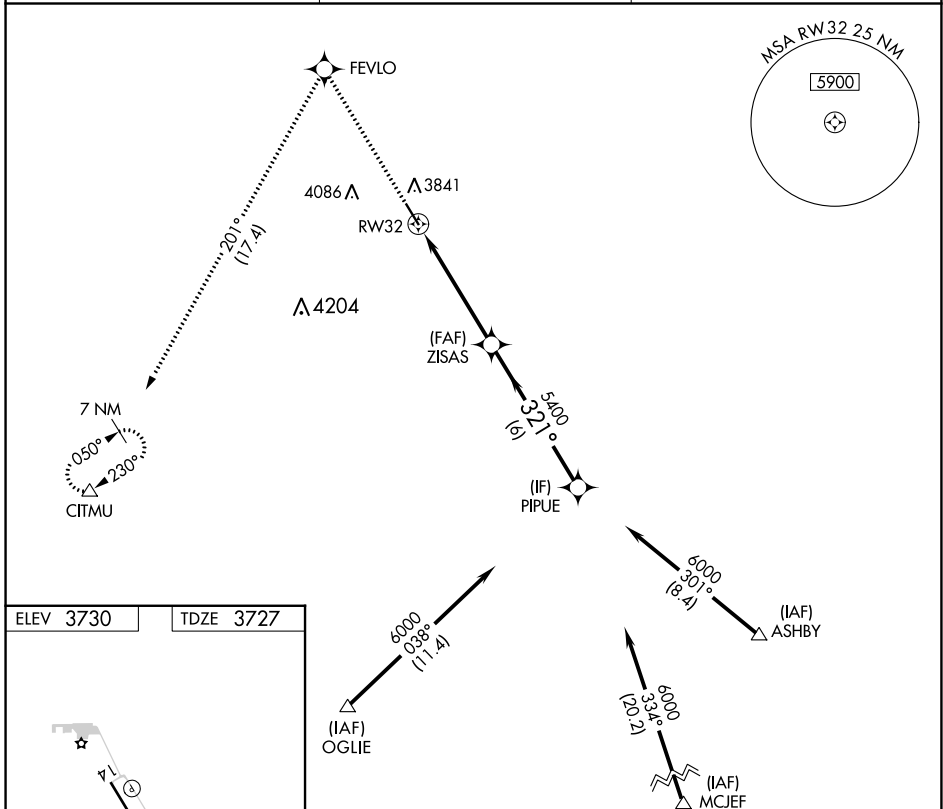 MSA RW32 25 NM
5900
FEVLO
4086
3841
RW32
201°
(17.4)
4204
(FAF)
ZISAS
7 NM
050°
230°
CITMU
5400
321°
(6)
(IF)
PIPUE
6000
301°
(8.4)
(IAF)
ASHBY
6000
038°
(11.4)
(IAF)
OGLIE
6000
334°
(20.2)
(IAF)
MCJEF
ELEV 3730
TDZE 3727
14
P